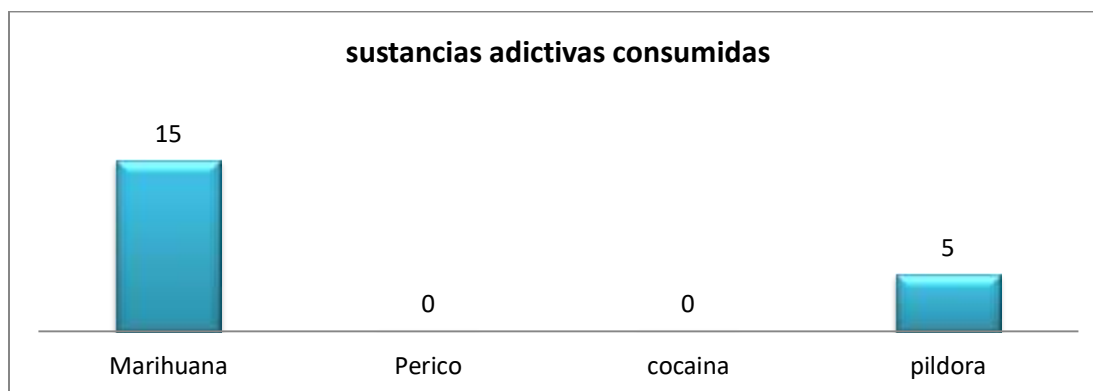 sustancias adictivas consumidas
15
0
0
5
Marihuana
Perico
cocaina
pildora